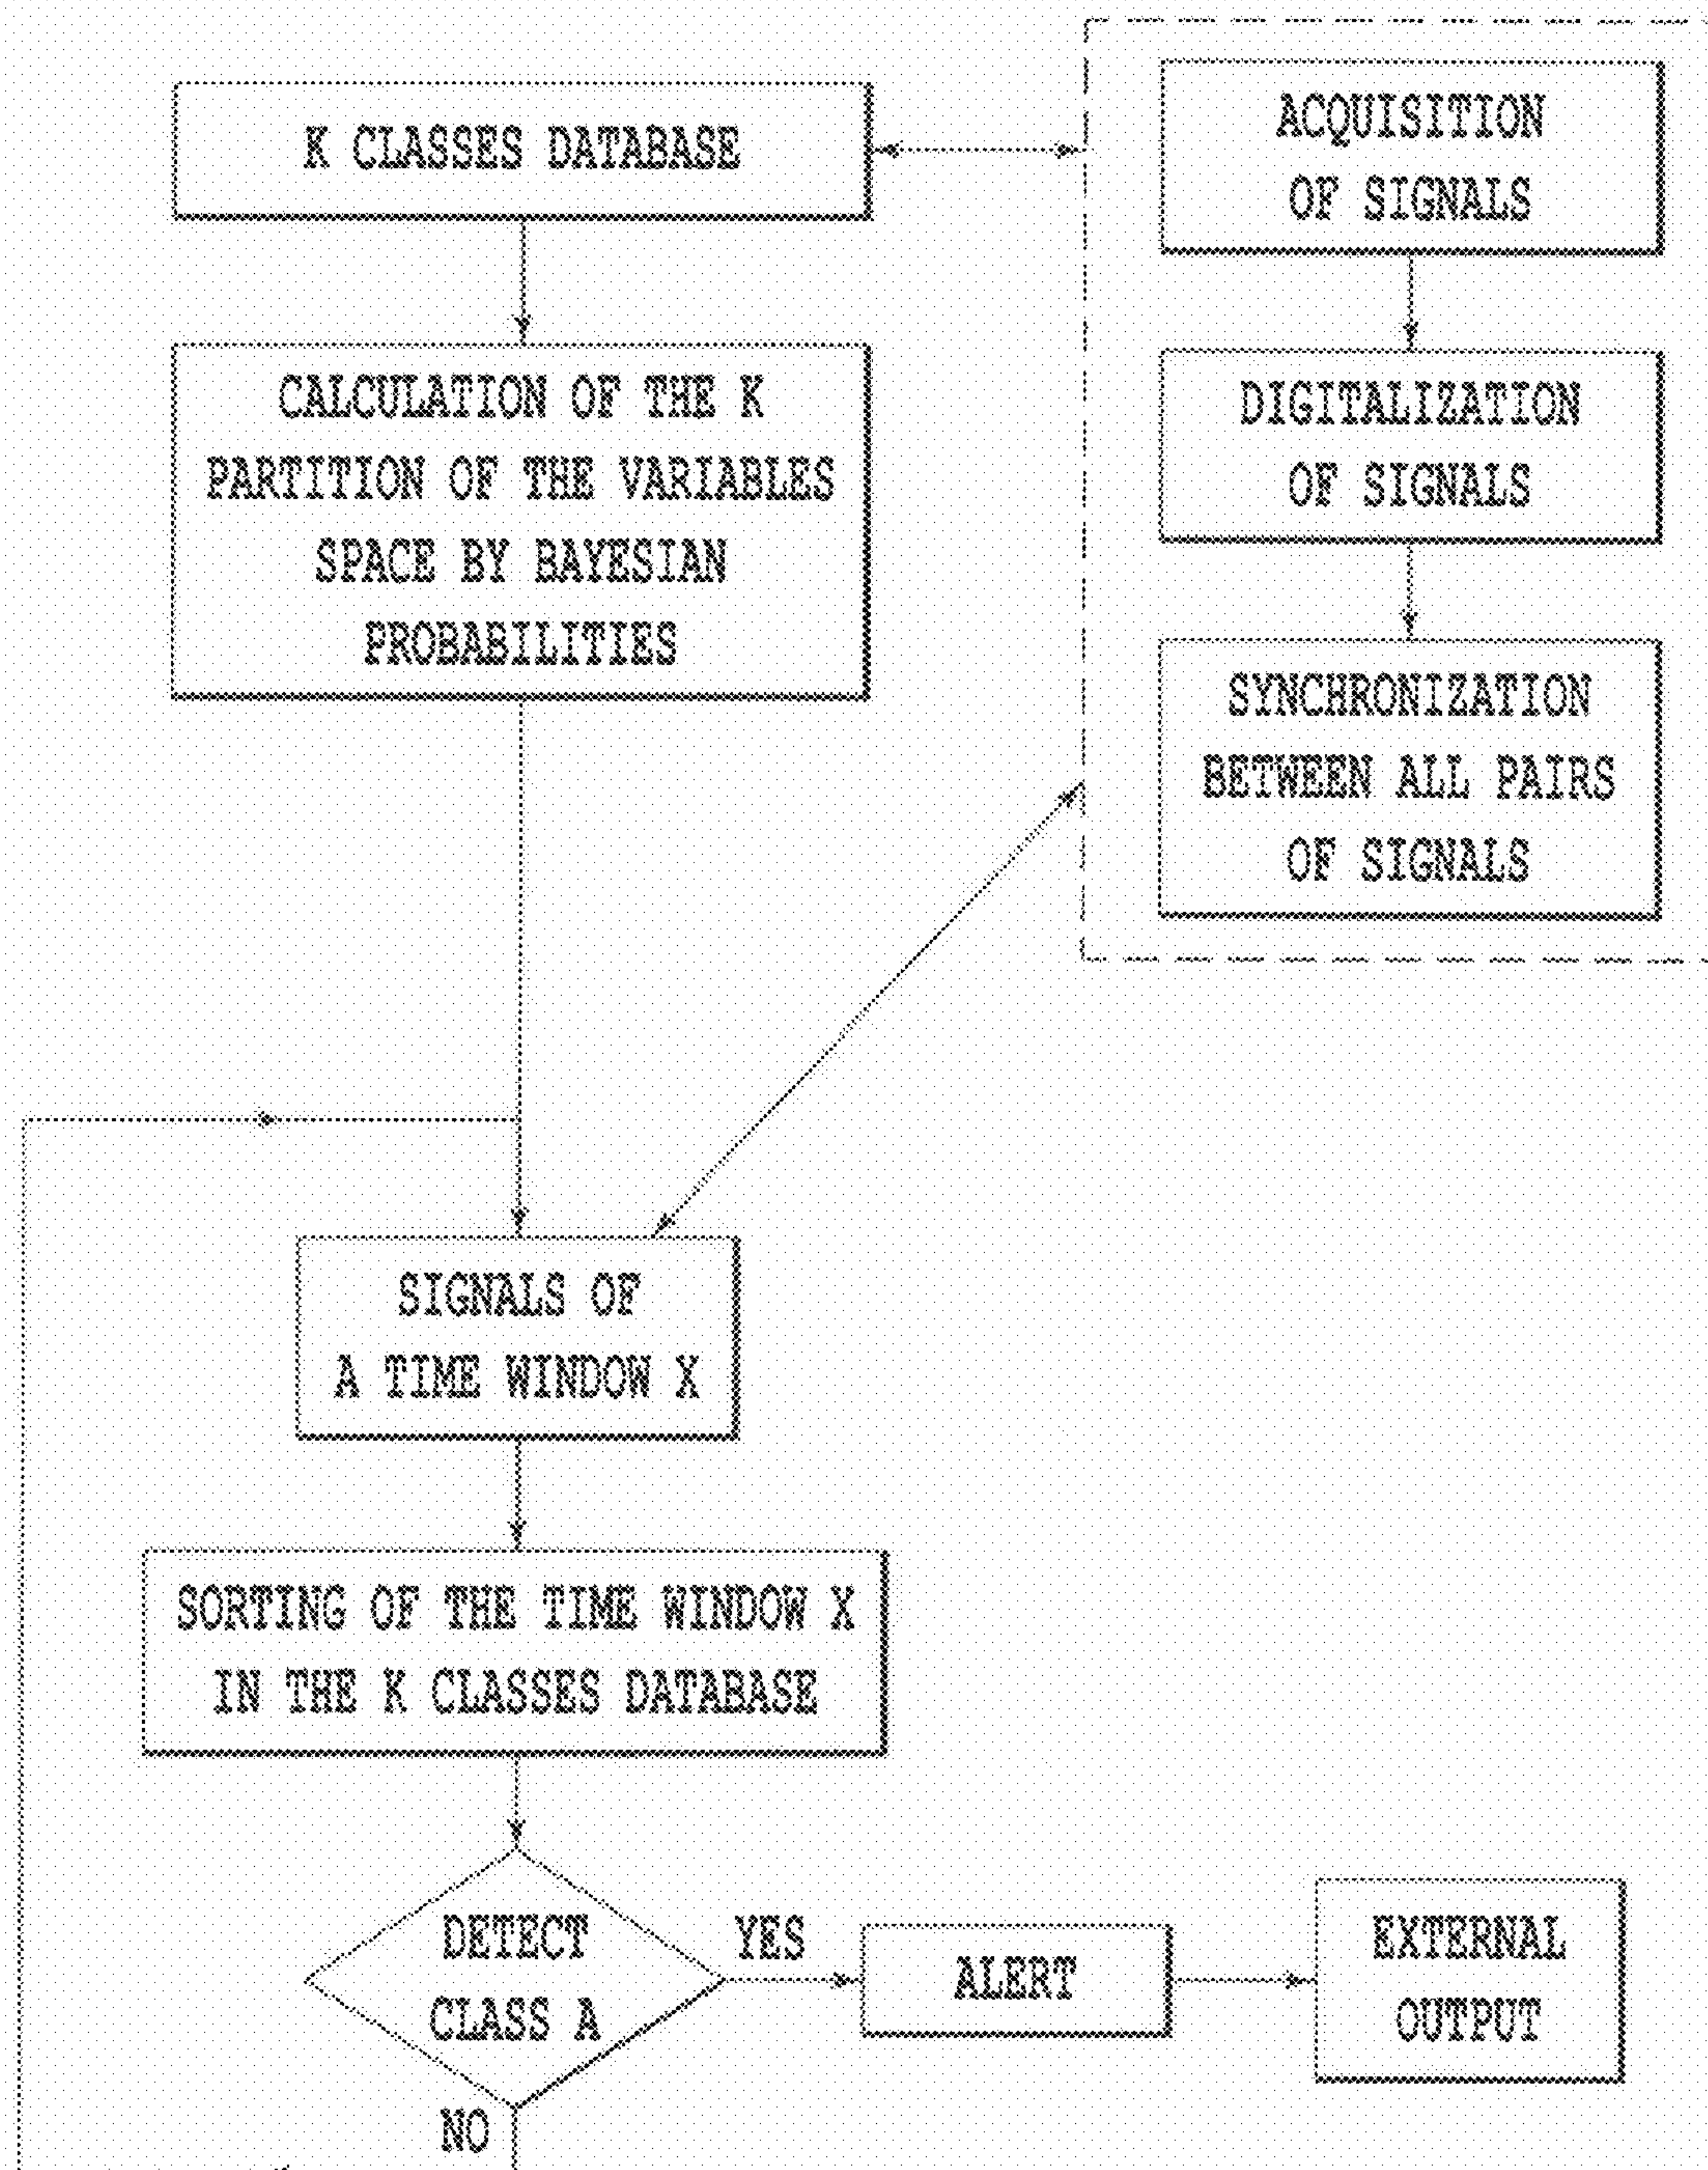 K CLASSES DATABASE
CALCULATION OF THE K
PARTITION OF THE VARIABLES
SPACE BY BAYESIAN
PROBABILITIES
ACQUISITION
OF SIGNALS
DIGITALIZATION
OF SIGNALS
SYNCHRONIZATION
BETWEEN ALL PAIRS
OF SIGNALS
SIGNALS OF
A TIME WINDOW X
SORTING OF THE TIME WINDOW X
IN THE K CLASSES DATABASE
DETECT
CLASS A
YES
ALERT
EXTERNAL
OUTPUT
NO